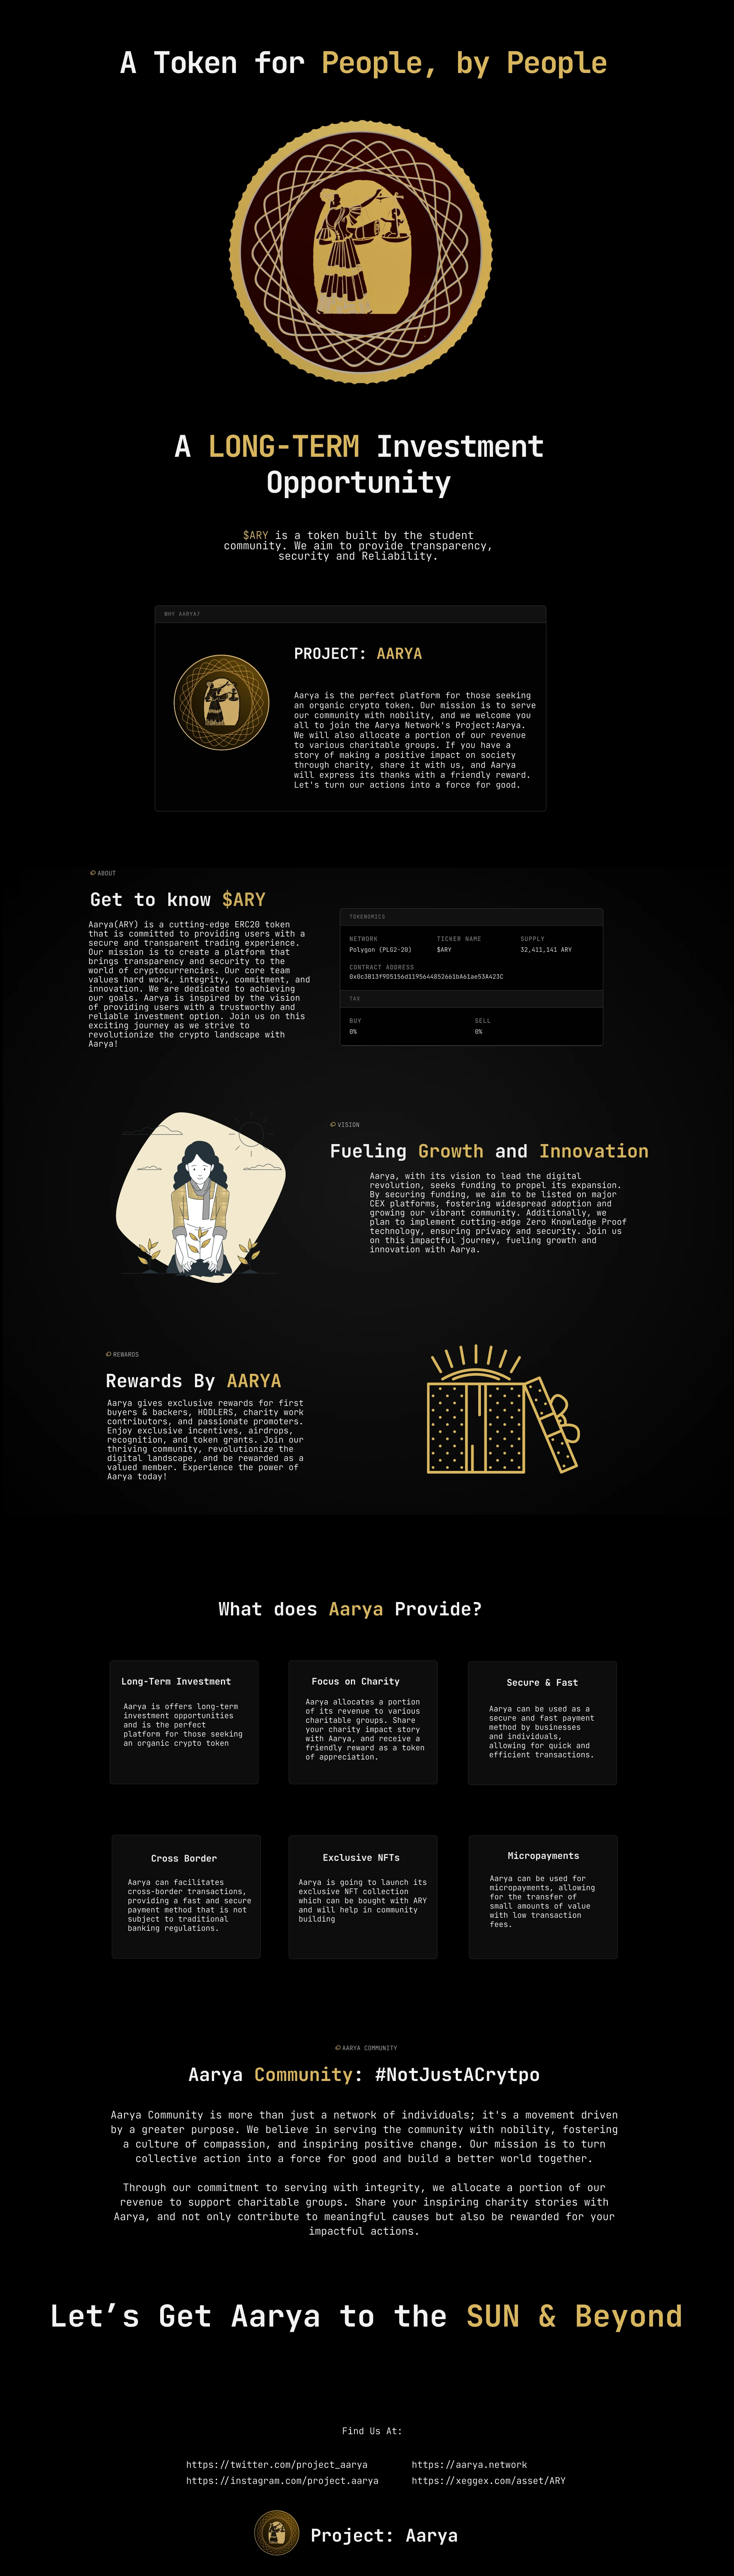 A Token for People, by People
A LONG-TERM Investment
Opportunity
$ARY is a token built by the student
community. We aim to provide transparency,
security and Reliability.
WHY AARYA?
PROJECT: AARYA
Aarya is the perfect platform for those seeking
an organic crypto token. Our mission is to serve
our community with nobility, and we welcome you
all to join the Aarya Network's Project:Aarya.
We will also allocate a portion of our revenue
to various charitable groups. If you have a
story of making a positive impact on society
through charity, share it with us, and Aarya
will express its thanks with a friendly reward.
Let's turn our actions into a force for good.
ABOUT
Get to know $ARY
Aarya(ARY) is a cutting-edge ERC20 token
that is committed to providing users with a
secure and transparent trading experience.
Our mission is to create a platform that
brings transparency and security to the
world of cryptocurrencies. Our core team
values hard work, integrity, commitment, and
innovation. We are dedicated to achieving
our goals. Aarya is inspired by the vision
of providing users with a trustworthy and
reliable investment option. Join us on this
exciting journey as we strive to
revolutionize the crypto landscape with
Aarya!
TOKENOMICS
NETWORK TICKER NAME SUPPLY
Polygon (PLG2-20) $ARY 32,411,141 ARY
CONTRACT ADDRESS
TAX
BUY SELL
0% 0%
VISION
Fueling Growth and Innovation
Aarya, with its vision to lead the digital
revolution, seeks funding to propel its expansion.
By securing funding, we aim to be listed on major
CEX platforms, fostering widespread adoption and
growing our vibrant community. Additionally, we
plan to implement cutting-edge Zero Knowledge Proof
technology, ensuring privacy and security. Join us
on this impactful journey, fueling growth and
innovation with Aarya.
REWARDS
Rewards By AARYA
Aarya gives exclusive rewards for first
buyers & backers, HODLERS, charity work
contributors, and passionate promoters.
Enjoy exclusive incentives, airdrops,
recognition, and token grants. Join our
thriving community, revolutionize the
digital landscape, and be rewarded as a
valued member. Experience the power of
Aarya today!
What does Aarya Provide?
Long-Term Investment
Aarya is offers long-term
investment opportunities
and is the perfect
platform for those seeking
an organic crypto token
Focus on Charity
Aarya allocates a portion
of its revenue to various
charitable groups. Share
your charity impact story
with Aarya, and receive a
friendly reward as a token
of appreciation.
Secure & Fast
Aarya can be used as a
secure and fast payment
method by businesses
and individuals,
allowing for quick and
efficient transactions.
Cross Border
Aarya can facilitates
cross-border transactions,
providing a fast and secure
payment method that is not
subject to traditional
banking regulations.
Exclusive NFTs
Aarya is going to launch its
exclusive NFT collection
which can be bought with ARY
and will help in community
building
Micropayments
Aarya can be used for
micropayments, allowing
for the transfer of
small amounts of value
with low transaction
fees.
AARYA COMMUNITY
Aarya Community: #NotJustACrytpo
Aarya Community is more than just a network of individuals; it's a movement driven
by a greater purpose. We believe in serving the community with nobility, fostering
a culture of compassion, and inspiring positive change. Our mission is to turn
collective action into a force for good and build a better world together.
Through our commitment to serving with integrity, we allocate a portion of our
revenue to support charitable groups. Share your inspiring charity stories with
Aarya, and not only contribute to meaningful causes but also be rewarded for your
impactful actions.
Let’s Get Aarya to the SUN & Beyond
Find Us At:
https://twitter.com/project_aarya https://aarya.network
https://instagram.com/project.aarya https://xeggex.com/asset/ARY
Project: Aarya